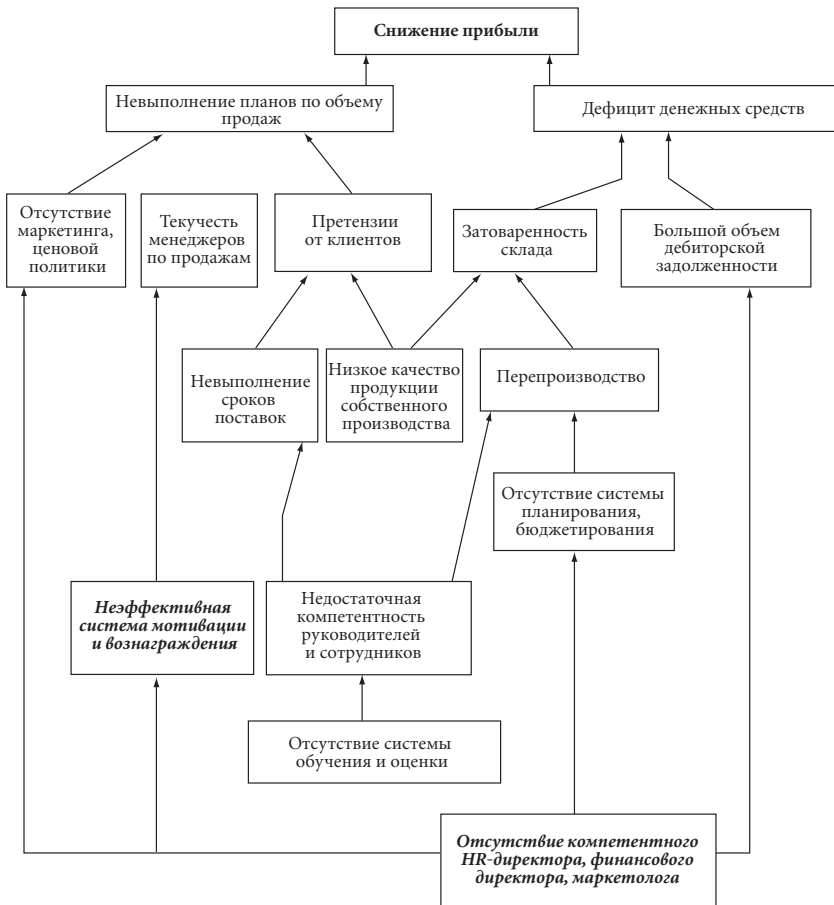 Снижение прибыли
Невыполнение планов по объему
продаж
Дефицит денежных средств
Отсутствие
маркетинга,
ценовой
политики
Текучесть
менеджеров
по продажам
Претензии
от клиентов
Затоваренность
склада
Большой объем
дебиторской
задолженности
Невыполнение
сроков
поставок
Низкое качество
продукции
собственного
производства
Перепроизводство
Отсутствие системы
планирования,
бюджетирования
Неэффективная
система мотивации
и вознаграждения
Недостаточная
компетентность
руководителей
и сотрудников
Отсутствие системы
обучения и оценки
Отсутствие компетентного
HR-директора, финансового
директора, маркетолога